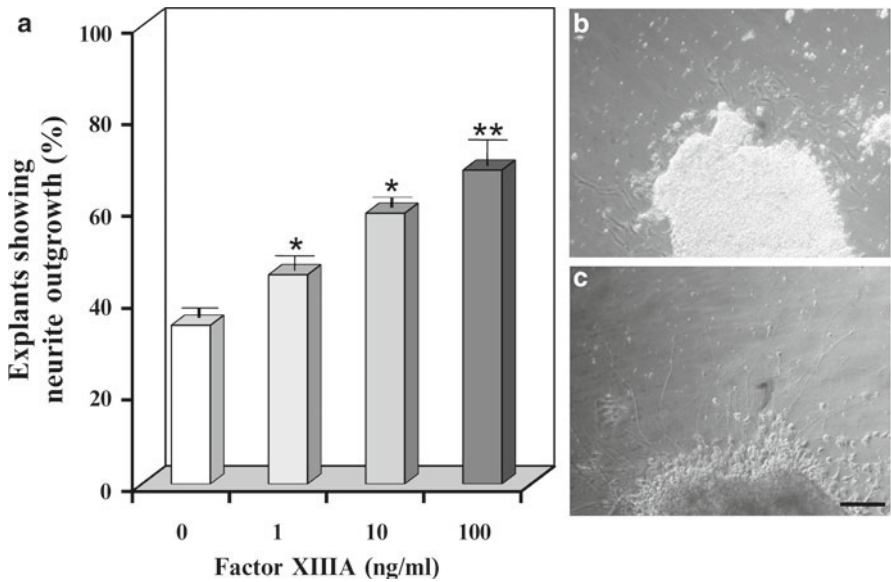 a
100
80
60
40
20
0
Explants showing
neurite outgrowth (%)
*
*
**
0 1 10 100
Factor XIIIA (ng/ml)
b
c